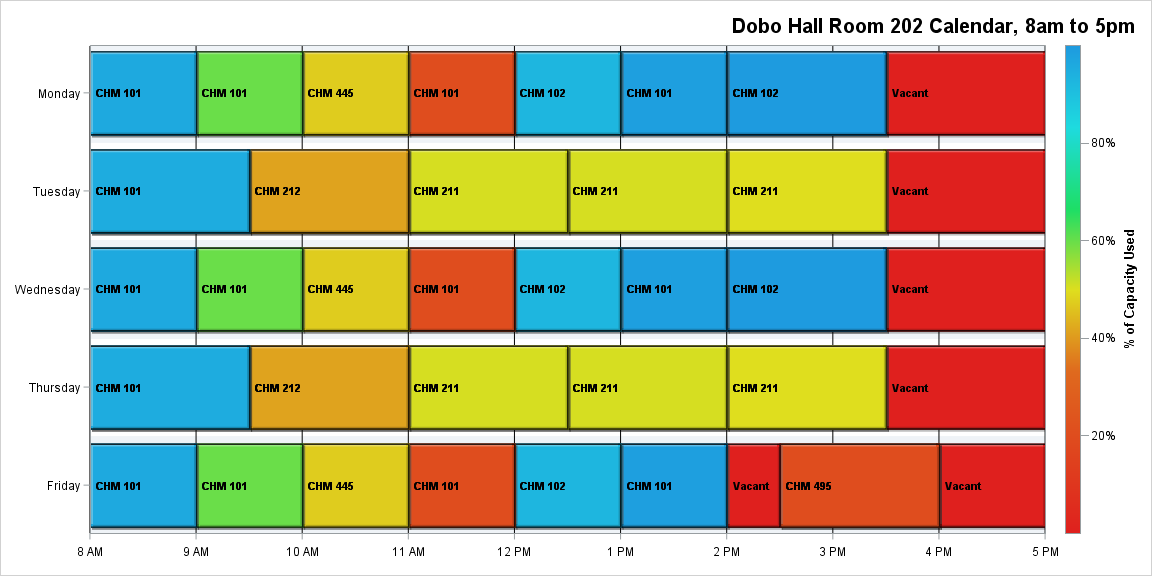 Dobo Hall Room 202 Calendar, 8am to 5pm
Monday CHM 101 CHM 101 CHM 445 CHM 101 CHM 102 CHM 101 CHM 102 Vacant
80%
Tuesday CHM 101 CHM 212 CHM 211 CHM 211 CHM 211 Vacant
60%
Wednesday CHM 101 CHM 101 CHM 445 CHM 101 CHM 102 CHM 101 CHM 102 Vacant
% of Capacity Used
40%
Thursday CHM 101 CHM 212 CHM 211 CHM 211 CHM 211 Vacant
20%
Friday CHM 101 CHM 101 CHM 445 CHM 101 CHM 102 CHM 101 Vacant CHM 495 Vacant
8 AM 9 AM 10 AM 11 AM 12 PM 1 PM 2 PM 3 PM 4 PM 5 PM